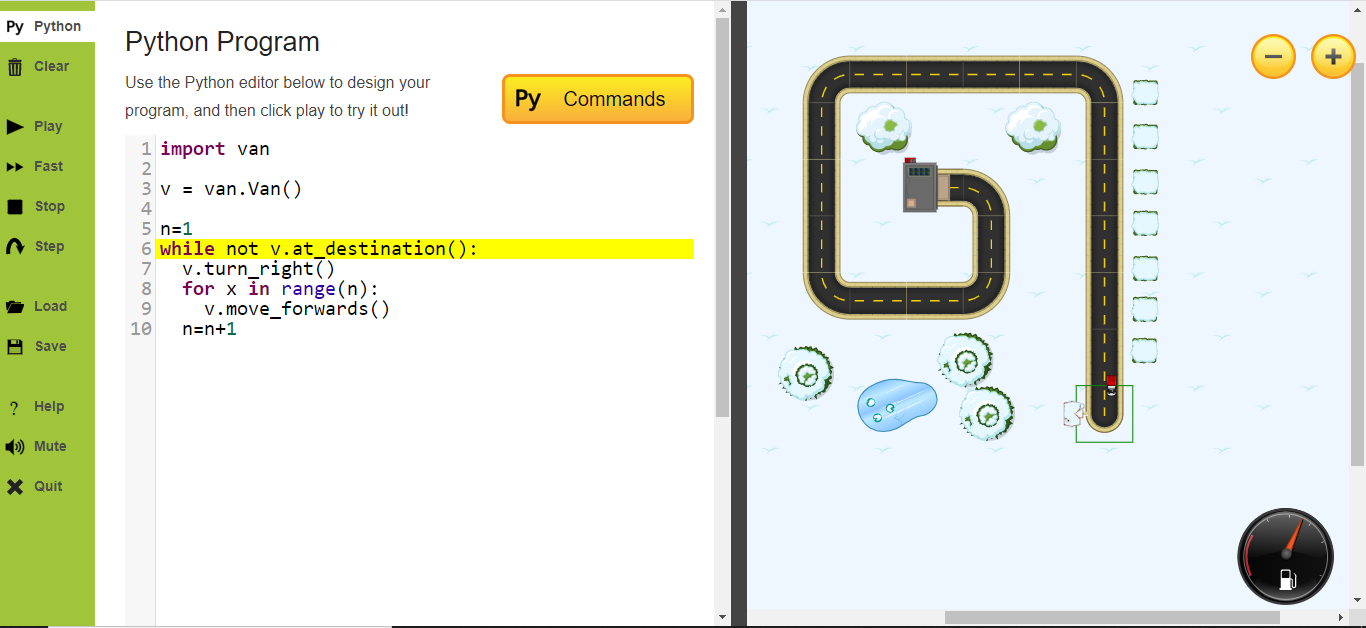 Py Python
Clear
Play
Fast
Stop
Step
Load
Save
? Help
Mute
Quit
Python Program
Use the Python editor below to design your
program, and then click play to try it out!
Py Commands
1 import van
2
3 v = van.Van()
4
5 n=1
6 while not v.at_destination():
7   v.turn_right()
8   for x in range(n):
9     v.move_forwards()
10   n=n+1